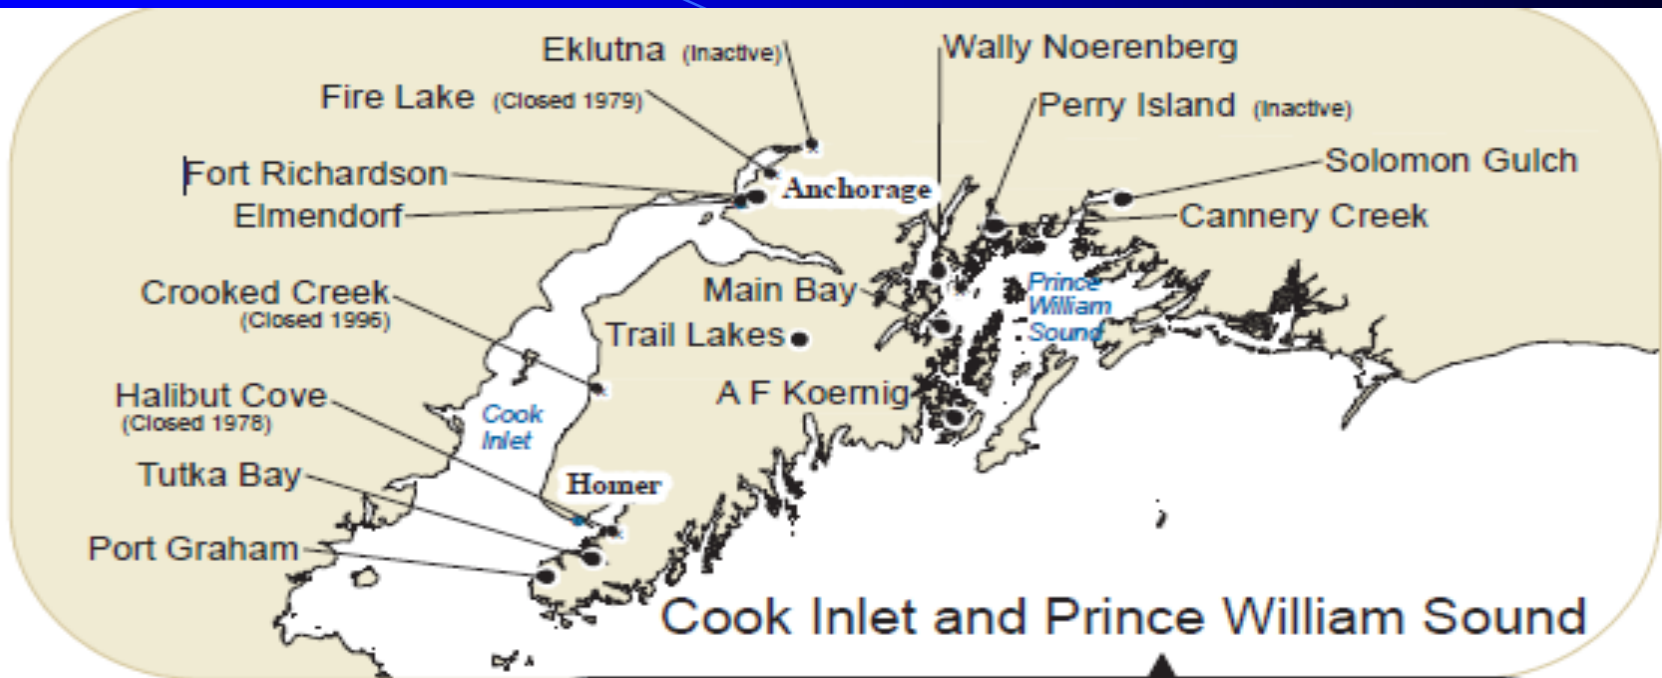 Eklutna (Inactive)
Wally Noerenberg
Fire Lake (Closed 1979)
Perry Island (Inactive)
Solomon Gulch
Fort Richardson
Anchorage
Elmendorf
Cannery Creek
Crooked Creek
(Closed 1996)
Main Bay
Prince
William
Sound
Trail Lakes
Halibut Cove
(Closed 1978)
A F Koernig
Cook
Inlet
Tutka Bay
Homer
Port Graham
Cook Inlet and Prince William Sound